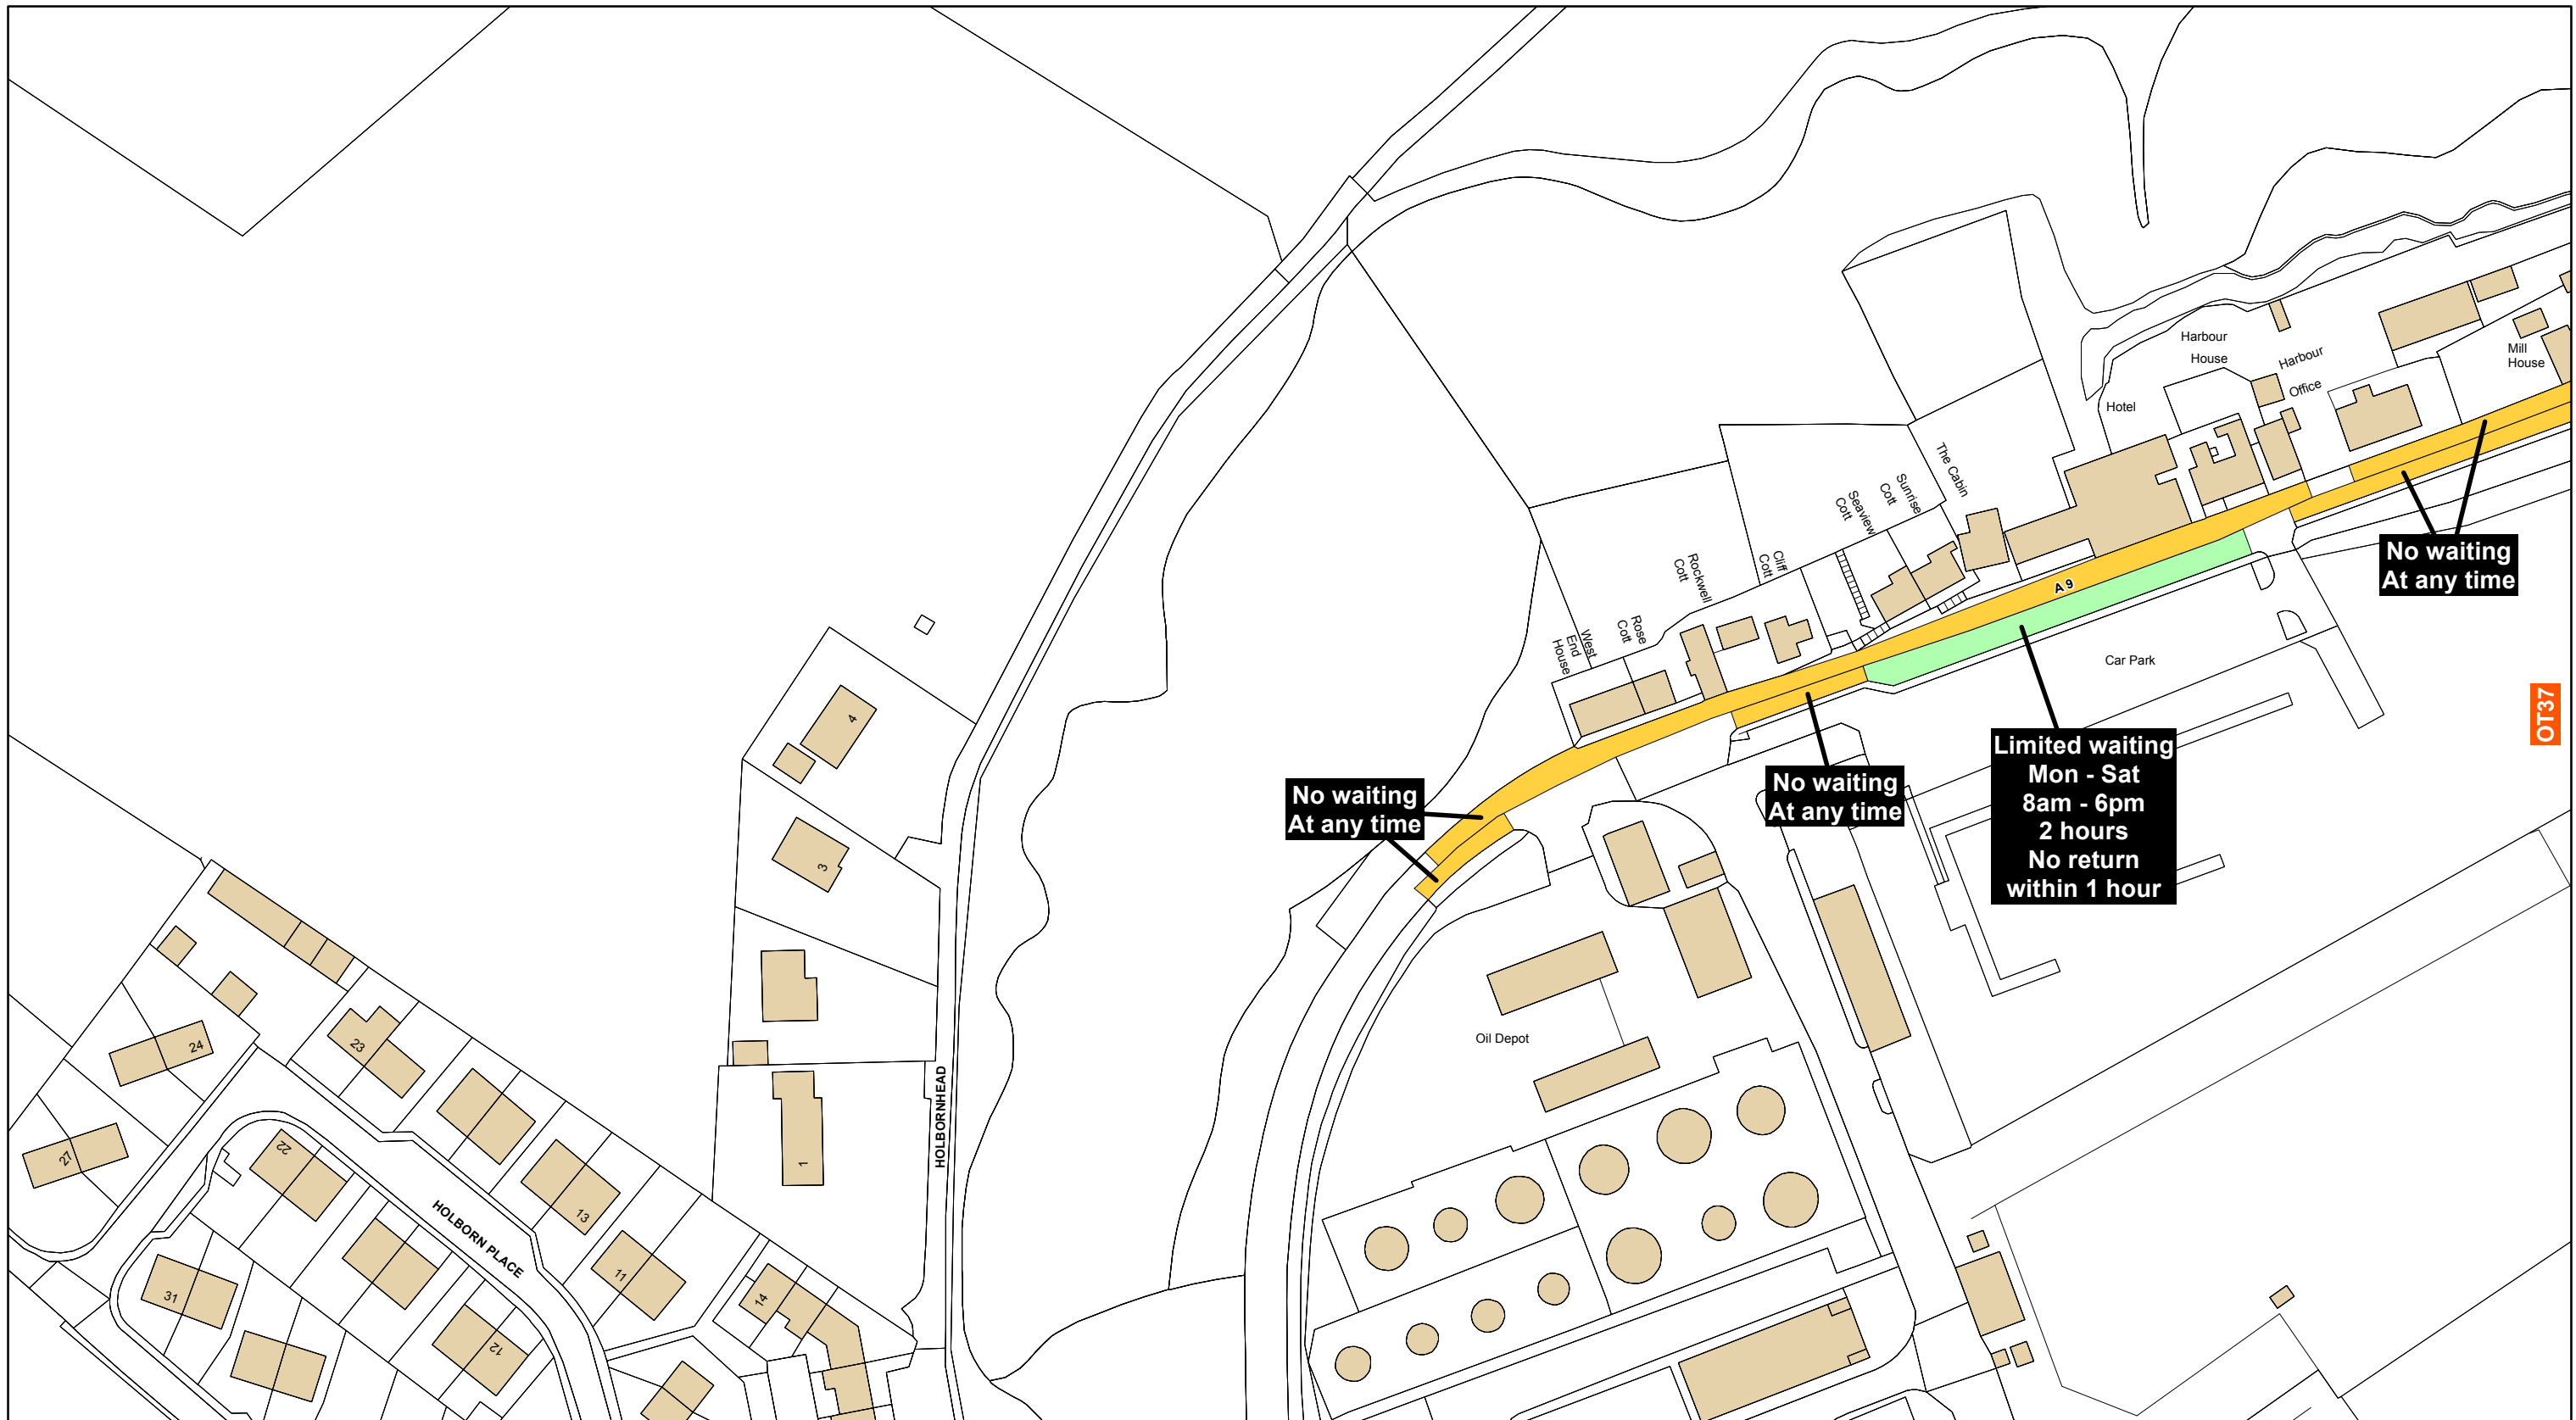 Harbour
House
Harbour
Office
Mill
House
Hotel
The Cabin
Sunrise
Cott
Seaview
Cott
Cliff
Cott
Rockwell
Cott
Rose
Cott
West
End
House
A 9
No waiting
At any time
Car Park
OT37
Limited waiting
Mon - Sat
8am - 6pm
2 hours
No return
within 1 hour
No waiting
At any time
No waiting
At any time
Oil Depot
4
3
1
HOLBORNHEAD
24
23
27
22
13
HOLBORN PLACE
11
14
31
12